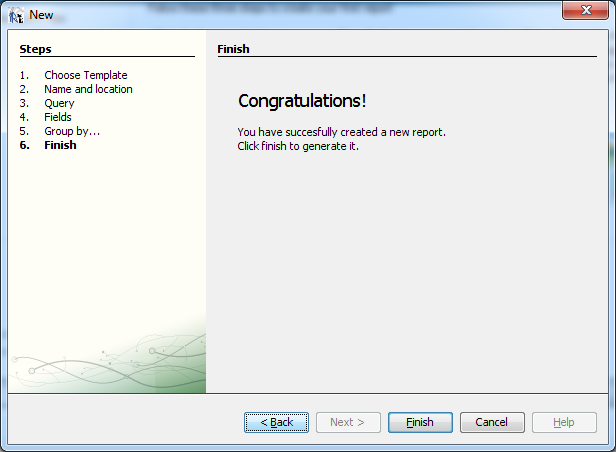 New
Steps
1. Choose Template
2. Name and location
3. Query
4. Fields
5. Group by...
6. Finish
Finish
Congratulations!
You have succesfully created a new report.
Click finish to generate it.
< Back Next > Finish Cancel Help